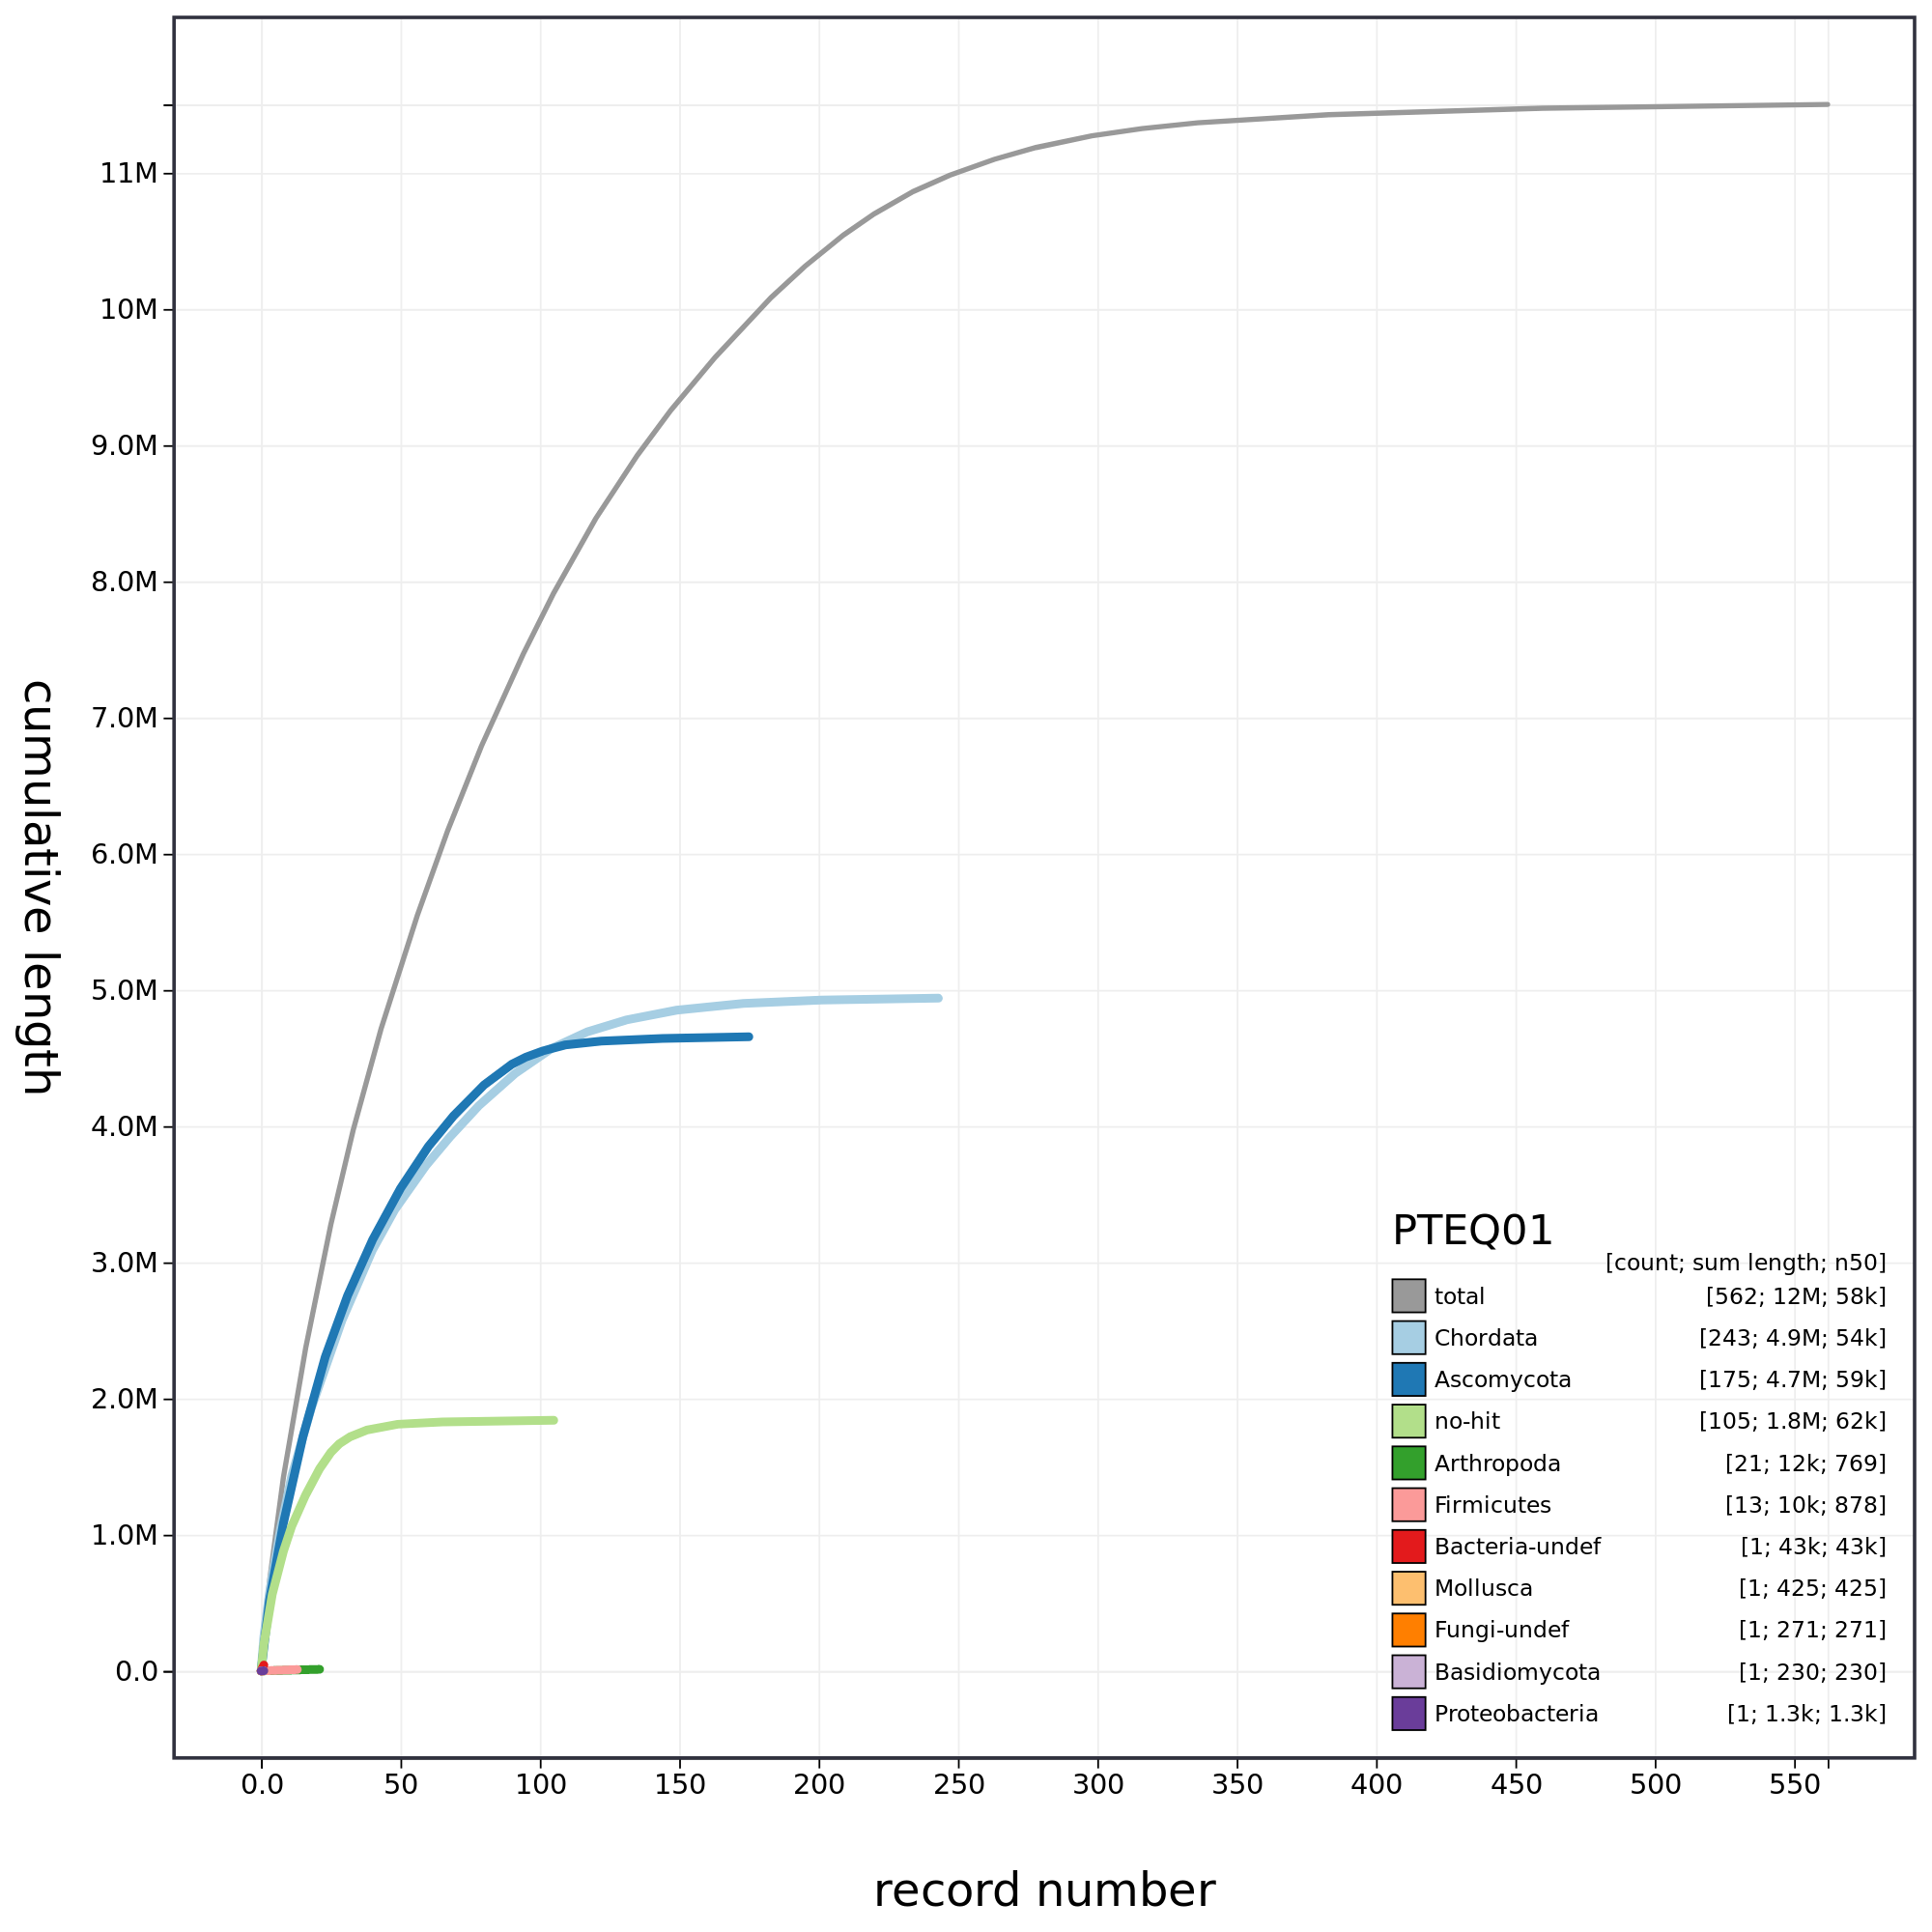 11M
10M
9.0M
8.0M
7.0M
6.0M
5.0M
4.0M
3.0M
2.0M
1.0M
0.0
cumulative length
PTEQ01
[count; sum length; n50]
total [562; 12M; 58k]
Chordata [243; 4.9M; 54k]
Ascomycota [175; 4.7M; 59k]
no-hit [105; 1.8M; 62k]
Arthropoda [21; 12k; 769]
Firmicutes [13; 10k; 878]
Bacteria-undef [1; 43k; 43k]
Mollusca [1; 425; 425]
Fungi-undef [1; 271; 271]
Basidiomycota [1; 230; 230]
Proteobacteria [1; 1.3k; 1.3k]
0.0 50 100 150 200 250 300 350 400 450 500 550
record number